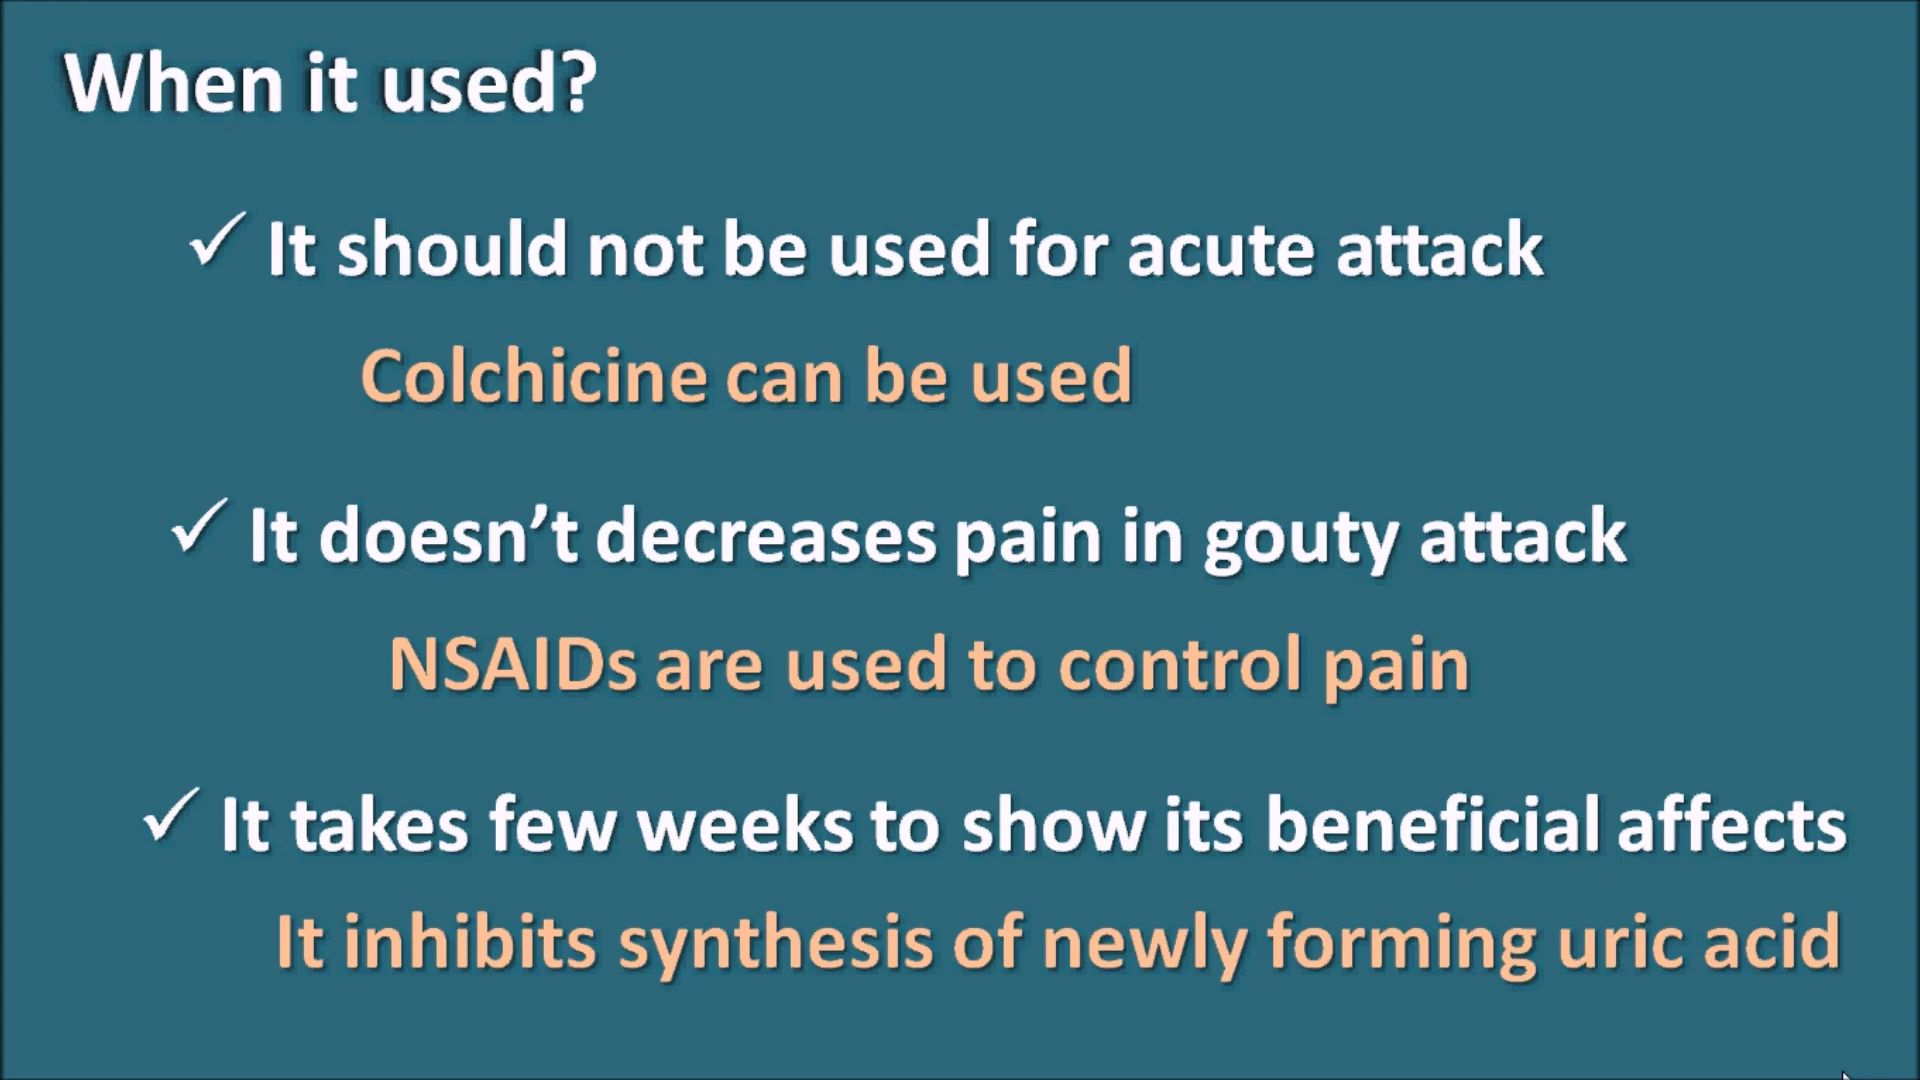 When it used?
✓ It should not be used for acute attack
Colchicine can be used
✓ It doesn’t decreases pain in gouty attack
NSAIDs are used to control pain
✓ It takes few weeks to show its beneficial affects
It inhibits synthesis of newly forming uric acid